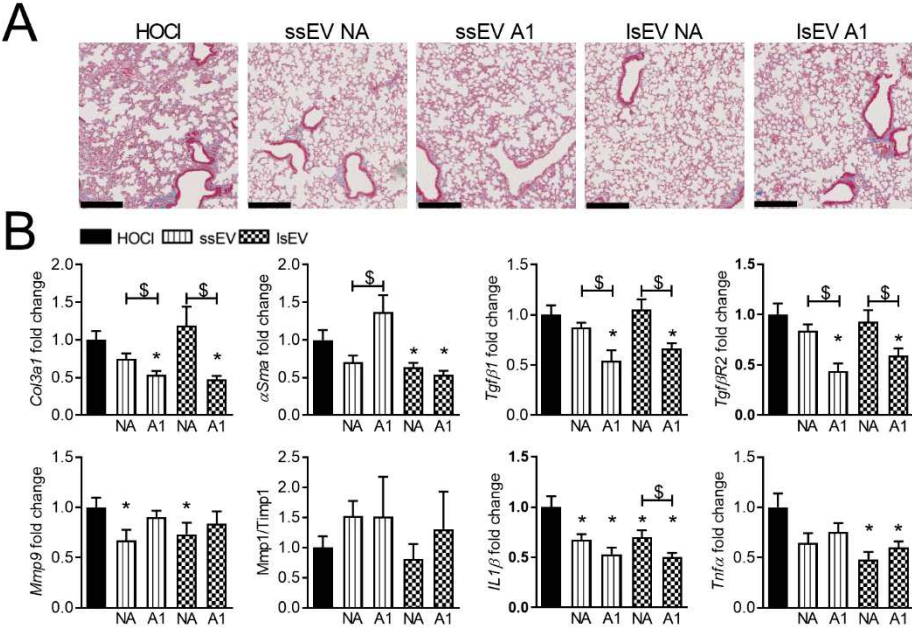 A
HOCl ssEV NA ssEV A1 lsEV NA lsEV A1
B
HOCl ssEV lsEV
Col3a1 fold change
2.0
1.5
1.0
0.5
0.0
$ $
* *
NA A1 NA A1
αSma fold change
2.0
1.5
1.0
0.5
0.0
$
* *
NA A1 NA A1
Tgfβ1 fold change
1.5
1.0
0.5
0.0
$ $
* *
NA A1 NA A1
TgfβR2 fold change
1.5
1.0
0.5
0.0
$ $
* *
NA A1 NA A1
Mmp9 fold change
1.5
1.0
0.5
0.0
* *
NA A1 NA A1
Mmp1/Timp1
2.5
2.0
1.5
1.0
0.5
0.0
NA A1 NA A1
IL1β fold change
1.5
1.0
0.5
0.0
$
* * * *
NA A1 NA A1
Tnfα fold change
1.5
1.0
0.5
0.0
* *
NA A1 NA A1